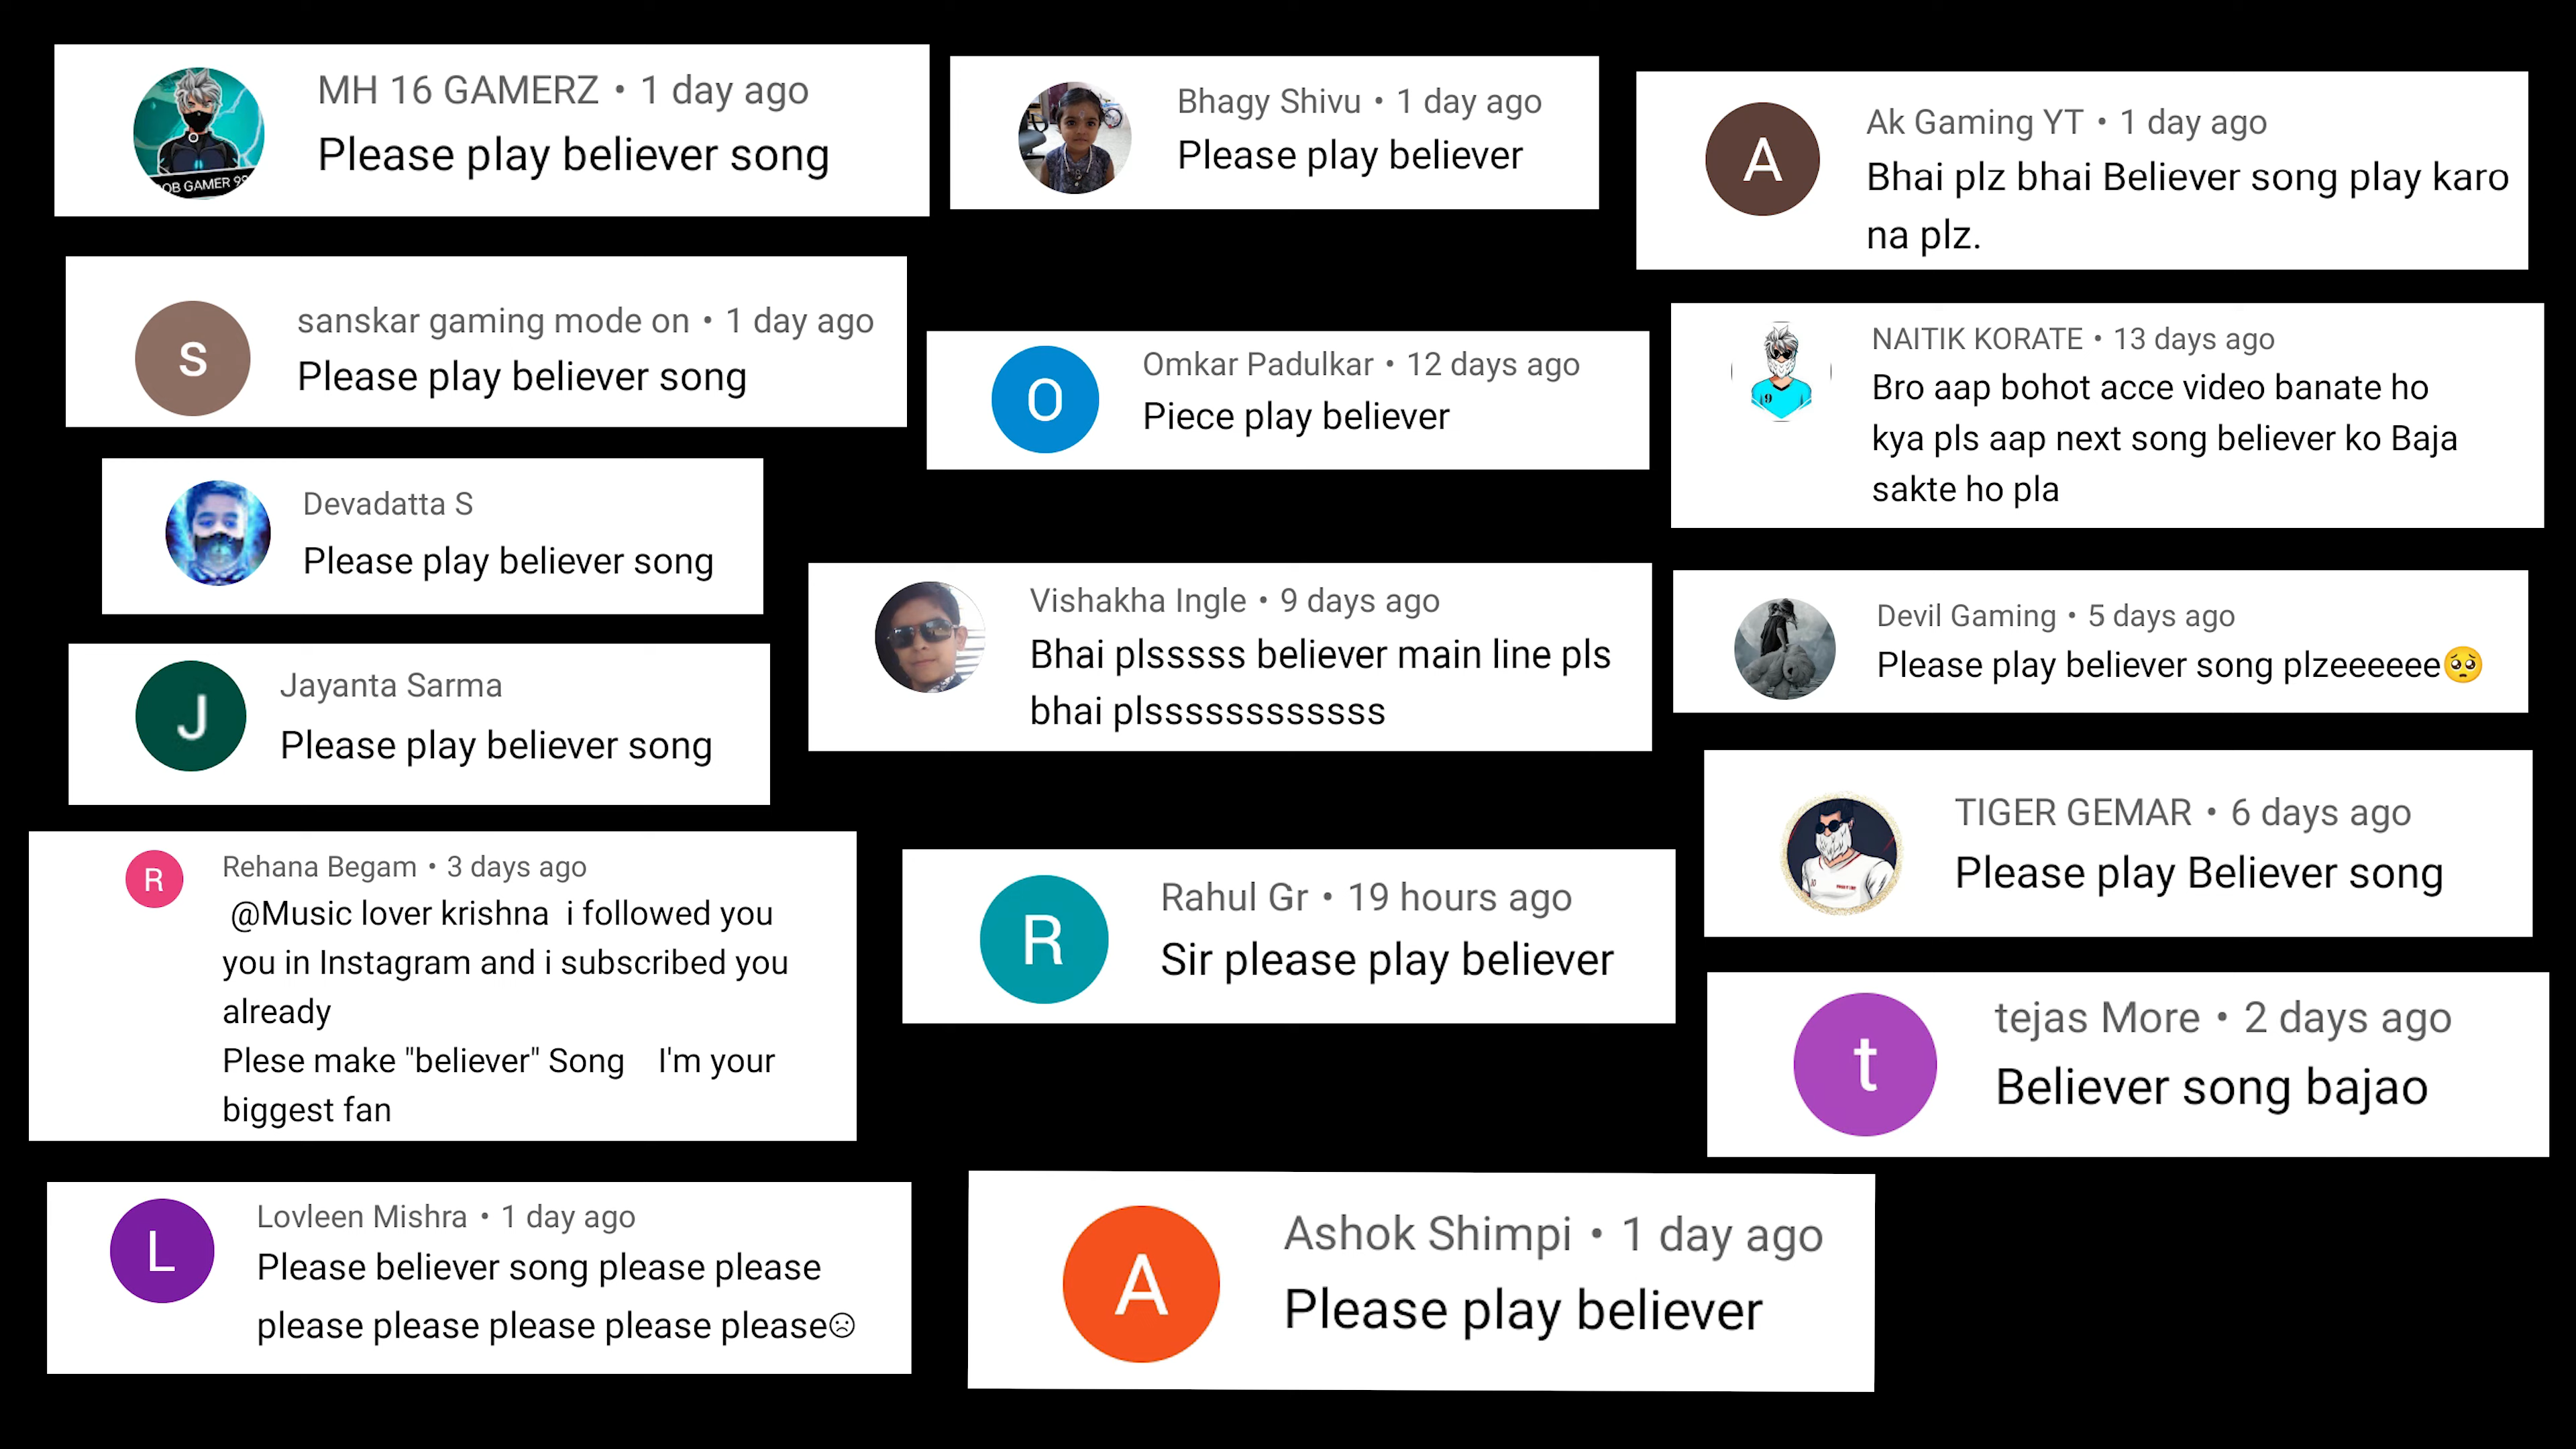 MH 16 GAMERZ • 1 day ago
Please play believer song
OB GAMER 99
Bhagy Shivu • 1 day ago
Please play believer
A
Ak Gaming YT • 1 day ago
Bhai plz bhai Believer song play karo
na plz.
s
sanskar gaming mode on • 1 day ago
Please play believer song
O
Omkar Padulkar • 12 days ago
Piece play believer
9
NAITIK KORATE • 13 days ago
Bro aap bohot acce video banate ho
kya pls aap next song believer ko Baja
sakte ho pla
Devadatta S
Please play believer song
Vishakha Ingle • 9 days ago
Bhai plsssss believer main line pls
bhai plsssssssssssss
Devil Gaming • 5 days ago
Please play believer song plzeeeeee🥺
J
Jayanta Sarma
Please play believer song
TIGER GEMAR • 6 days ago
Please play Believer song
R
Rehana Begam • 3 days ago
@Music lover krishna i followed you
you in Instagram and i subscribed you
already
Plese make "believer" Song I'm your
biggest fan
R
Rahul Gr • 19 hours ago
Sir please play believer
t
tejas More • 2 days ago
Believer song bajao
L
Lovleen Mishra • 1 day ago
Please believer song please please
please please please please please☹
A
Ashok Shimpi • 1 day ago
Please play believer